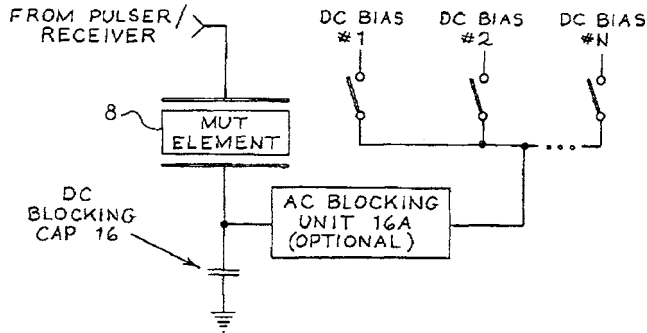 FROM PULSER/
RECEIVER
DC BIAS
#1
DC BIAS
#2
DC BIAS
#N
8
MUT
ELEMENT
DC
BLOCKING
CAP 16
AC BLOCKING
UNIT 16A
(OPTIONAL)